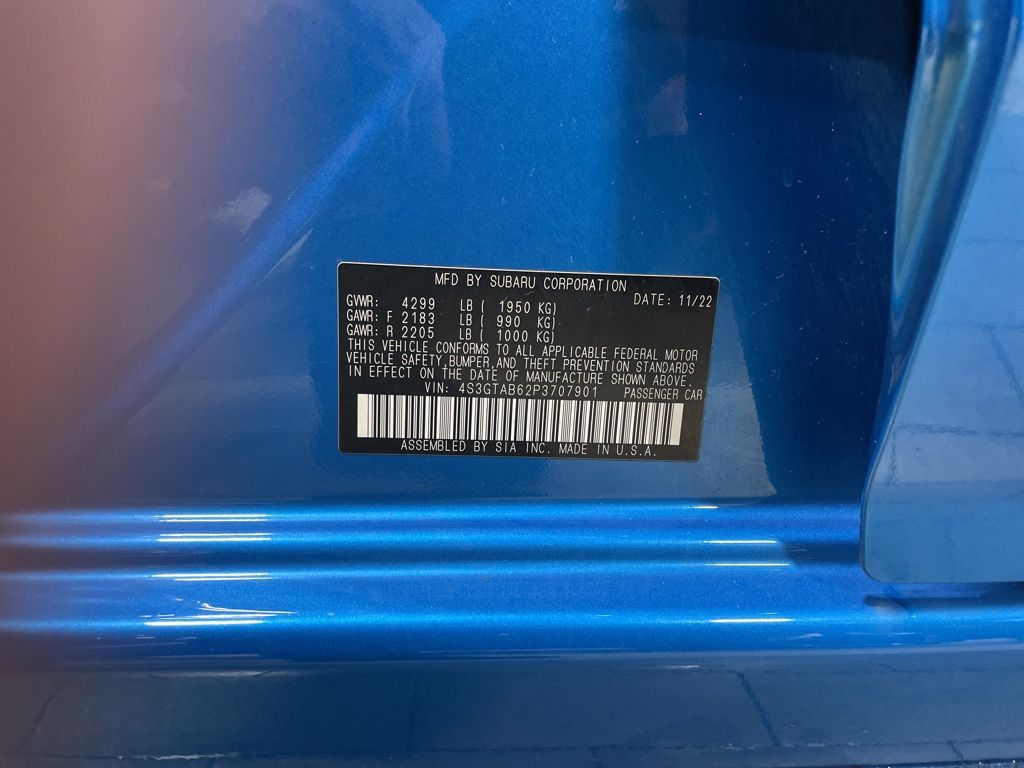 MFD BY SUBARU CORPORATION DATE: 11/22
GVWR: 4299 LB ( 1950 KG)
GAWR: F 2183 LB ( 990 KG)
GAWR: R 2205 LB ( 1000 KG)
THIS VEHICLE CONFORMS TO ALL APPLICABLE FEDERAL MOTOR
VEHICLE SAFETY,BUMPER,AND THEFT PREVENTION STANDARDS
IN EFFECT ON THE DATE OF MANUFACTURE SHOWN ABOVE.
VIN: 4S3GTAB62P3707901 PASSENGER CAR
ASSEMBLED BY SIA INC. MADE IN U.S.A.